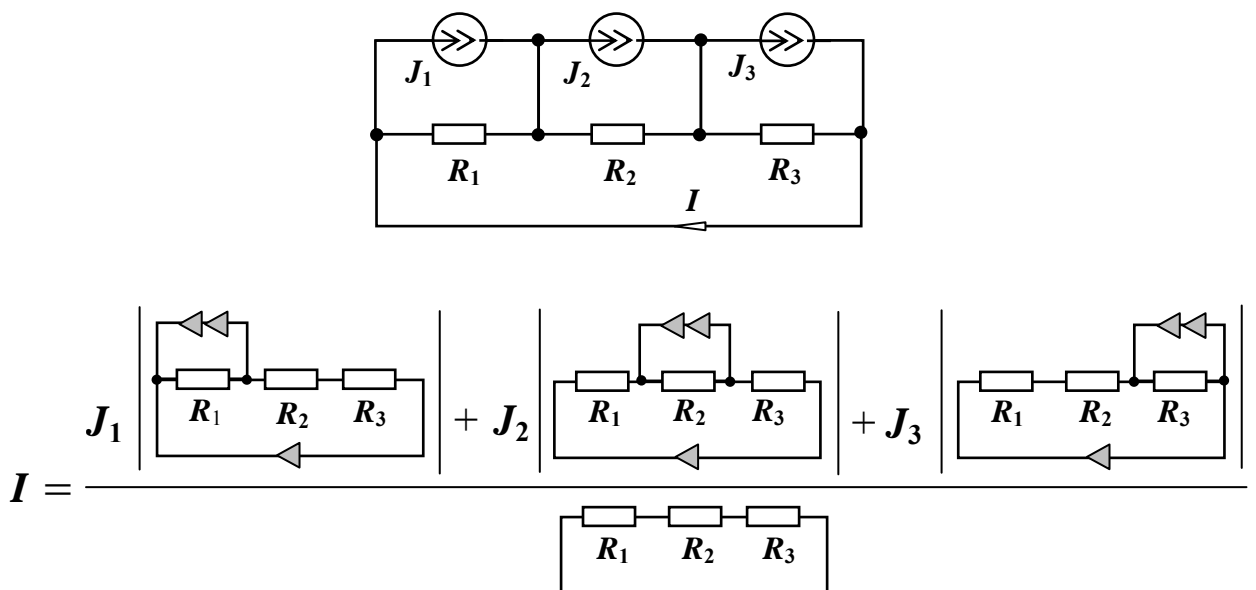 J₁ J₂ J₃
R₁ R₂ R₃
I
I = J₁ | R₁ R₂ R₃ | + J₂ | R₁ R₂ R₃ | + J₃ | R₁ R₂ R₃ |
R₁ R₂ R₃